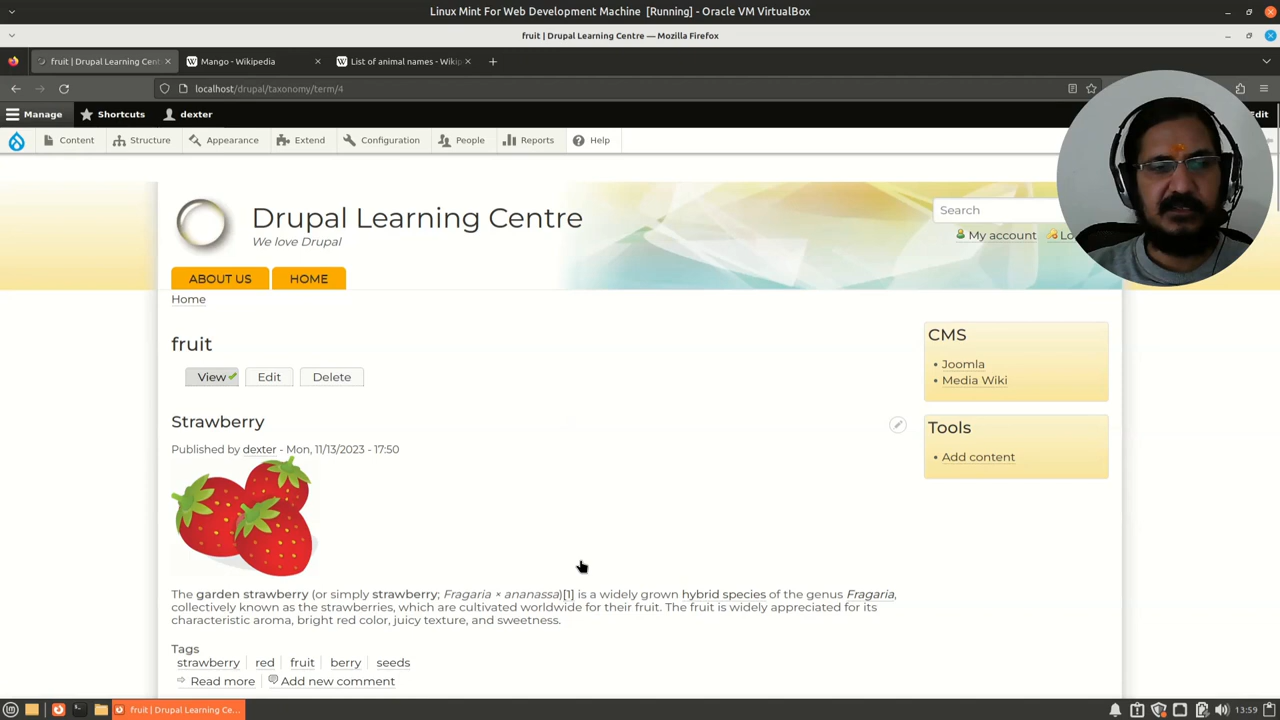 Linux Mint For Web Development Machine [Running] - Oracle VM VirtualBox
fruit | Drupal Learning Centre — Mozilla Firefox
fruit | Drupal Learning Cen
Mango - Wikipedia
List of animal names - Wikip
localhost/drupal/taxonomy/term/4
Manage
Shortcuts
dexter
Edit
Content
Structure
Appearance
Extend
Configuration
People
Reports
Help
Drupal Learning Centre
We love Drupal
Search
My account
Lo
ABOUT US
HOME
Home
fruit
View
Edit
Delete
CMS
Joomla
Media Wiki
Tools
Add content
Strawberry
Published by dexter - Mon, 11/13/2023 - 17:50
The garden strawberry (or simply strawberry; Fragaria × ananassa)[1] is a widely grown hybrid species of the genus Fragaria,
collectively known as the strawberries, which are cultivated worldwide for their fruit. The fruit is widely appreciated for its
characteristic aroma, bright red color, juicy texture, and sweetness.
Tags
strawberry
red
fruit
berry
seeds
Read more
Add new comment
fruit | Drupal Learning Ce...
13:59